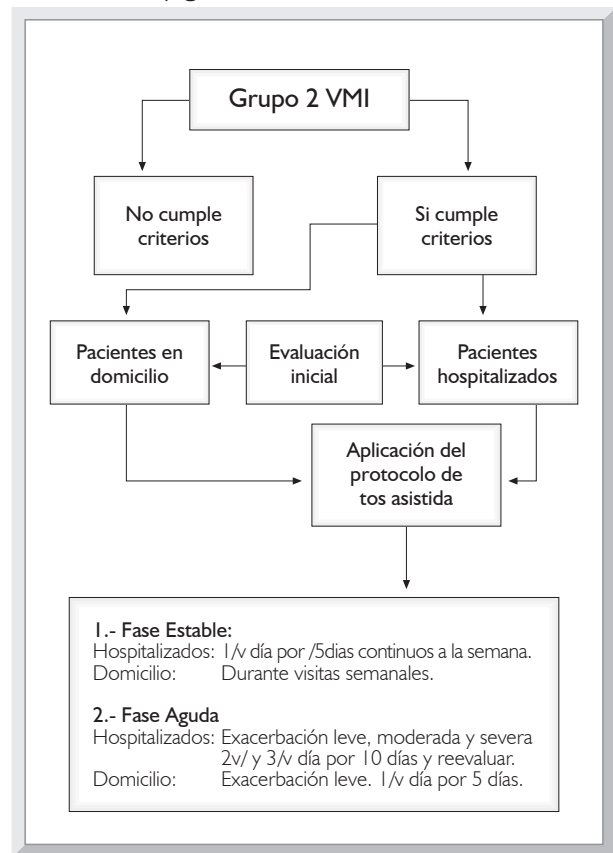 Grupo 2 VMI
No cumple
criterios
Si cumple
criterios
Pacientes en
domicilio
Evaluación
inicial
Pacientes
hospitalizados
Aplicación del
protocolo de
tos asistida
1.- Fase Estable:
Hospitalizados: 1/v día por /5dias continuos a la semana.
Domicilio: Durante visitas semanales.
2.- Fase Aguda
Hospitalizados: Exacerbación leve, moderada y severa
2v/ y 3/v día por 10 días y reevaluar.
Domicilio: Exacerbación leve. 1/v día por 5 días.